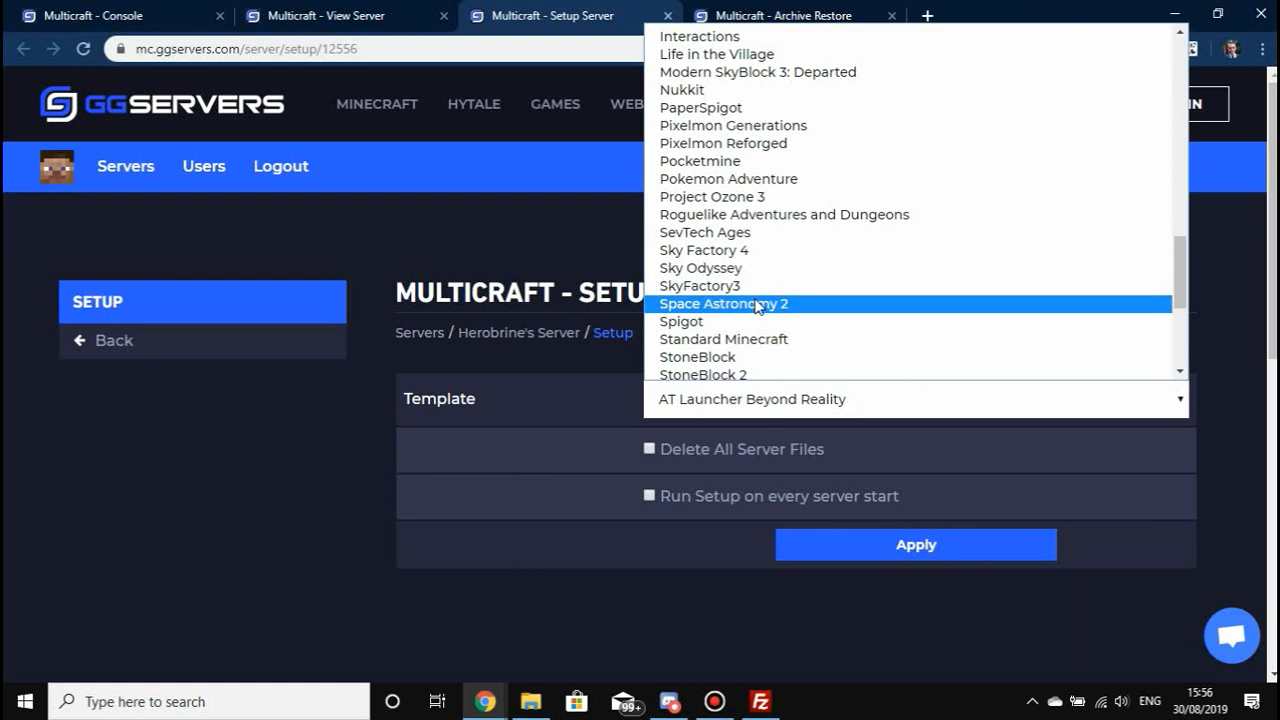 Multicraft - Console
Multicraft - View Server
Multicraft - Setup Server
Multicraft - Archive Restore
mc.ggservers.com/server/setup/12556
GGSERVERS
MINECRAFT
HYTALE
GAMES
WEB
IN
Servers
Users
Logout
SETUP
Back
MULTICRAFT - SETU
Servers / Herobrine's Server / Setup
Interactions
Life in the Village
Modern SkyBlock 3: Departed
Nukkit
PaperSpigot
Pixelmon Generations
Pixelmon Reforged
Pocketmine
Pokemon Adventure
Project Ozone 3
Roguelike Adventures and Dungeons
SevTech Ages
Sky Factory 4
Sky Odyssey
SkyFactory3
Space Astronomy 2
Spigot
Standard Minecraft
StoneBlock
StoneBlock 2
Template
AT Launcher Beyond Reality
Delete All Server Files
Run Setup on every server start
Apply
Type here to search
99+
ENG
15:56
30/08/2019